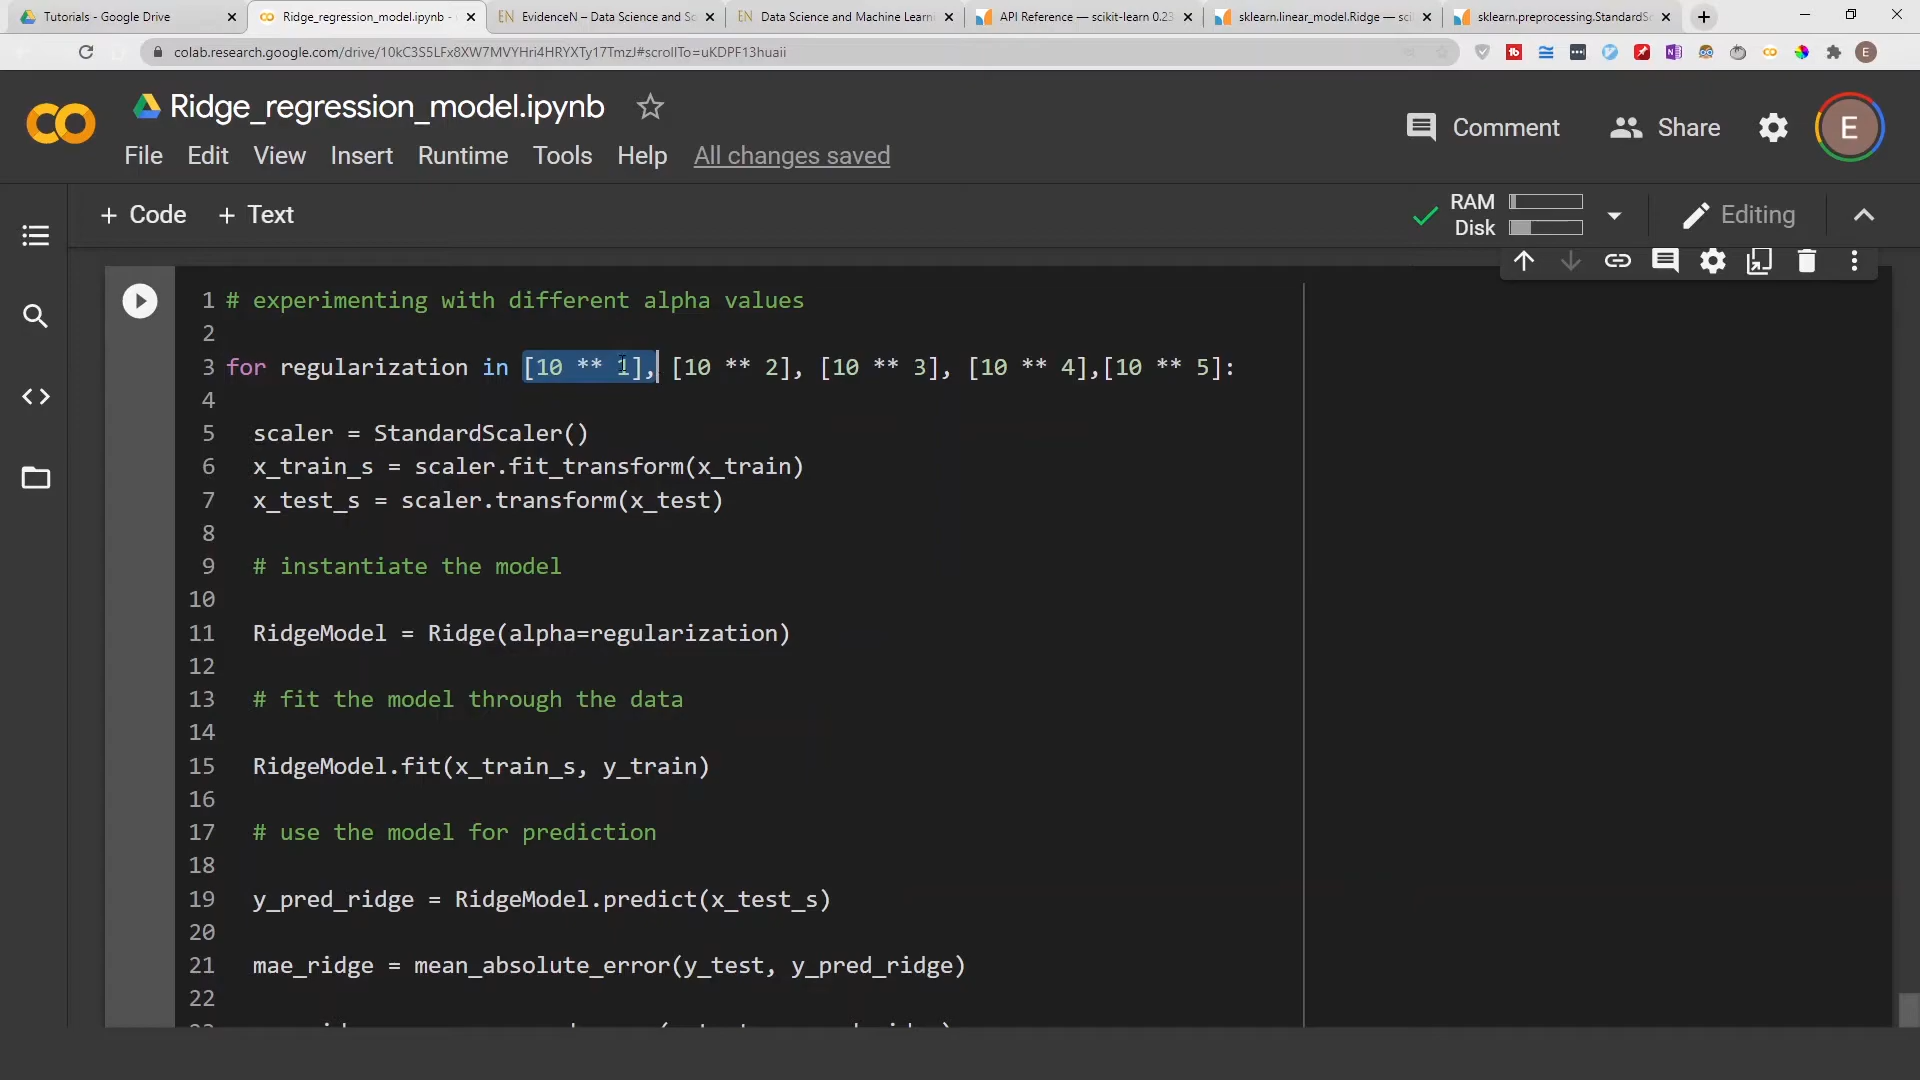 Tutorials - Google Drive
Ridge_regression_model.ipynb -
EN EvidenceN – Data Science and Sc
EN Data Science and Machine Learni
API Reference — scikit-learn 0.23
sklearn.linear_model.Ridge — scik
sklearn.preprocessing.StandardSc
colab.research.google.com/drive/10kC3S5LFx8XW7MVYHri4HRYXTy17TmzJ#scrollTo=uKDPF13huaii
E
CO
Ridge_regression_model.ipynb
File Edit View Insert Runtime Tools Help All changes saved
Comment
Share
E
+ Code + Text
RAM
Disk
Editing
1 # experimenting with different alpha values
2
3 for regularization in [10 ** 1], [10 ** 2], [10 ** 3], [10 ** 4],[10 ** 5]:
4
5 scaler = StandardScaler()
6 x_train_s = scaler.fit_transform(x_train)
7 x_test_s = scaler.transform(x_test)
8
9 # instantiate the model
10
11 RidgeModel = Ridge(alpha=regularization)
12
13 # fit the model through the data
14
15 RidgeModel.fit(x_train_s, y_train)
16
17 # use the model for prediction
18
19 y_pred_ridge = RidgeModel.predict(x_test_s)
20
21 mae_ridge = mean_absolute_error(y_test, y_pred_ridge)
22